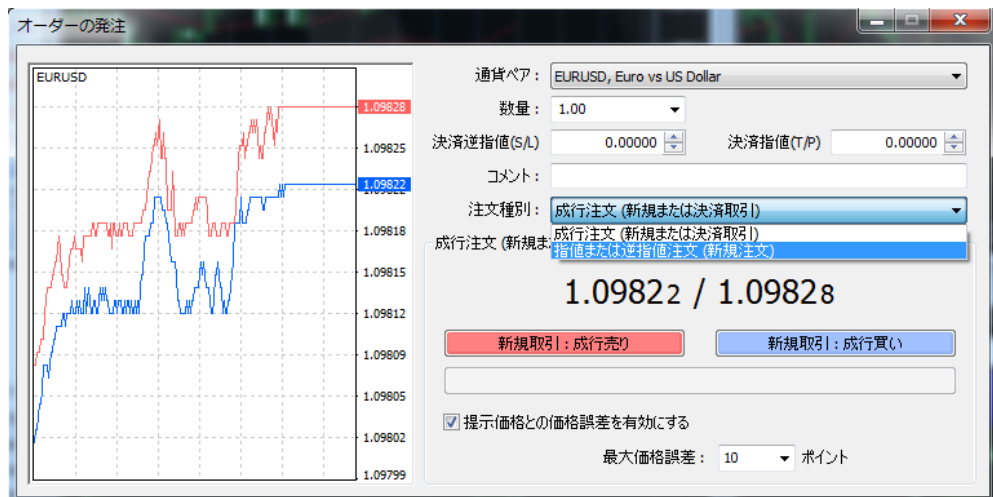 オーダーの発注
EURUSD
1.09828
1.09825
1.09822
1.09818
1.09815
1.09812
1.09809
1.09805
1.09802
1.09799
通貨ペア: EURUSD, Euro vs US Dollar
数量: 1.00
決済逆指値(S/L) 0.00000 決済指値(T/P) 0.00000
コメント:
注文種別: 成行注文 (新規または決済取引)
成行注文 (新規または決済取引)
指値または逆指値注文 (新規注文)
成行注文 (新規ま
1.09822 / 1.09828
新規取引:成行売り 新規取引:成行買い
提示価格との価格誤差を有効にする
最大価格誤差: 10 ポイント